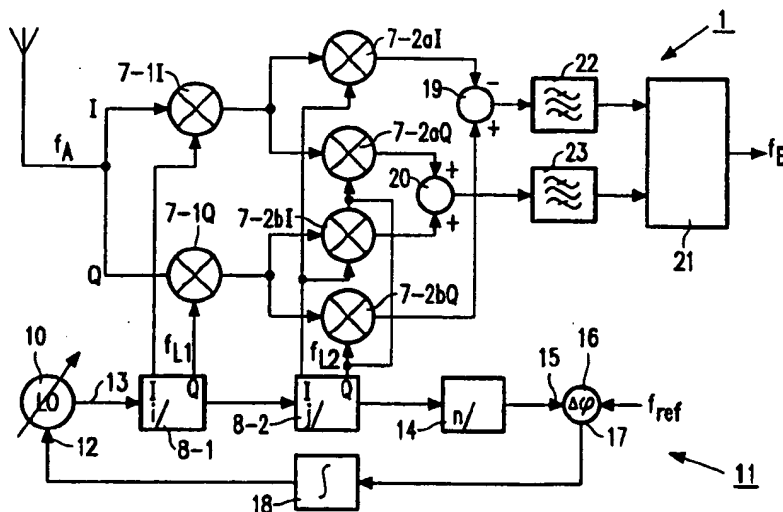 7-2aI
1
7-1I
I
f_A
19
-
+
22
7-2aQ
+
20
+
23
f_E
7-2bI
7-1Q
Q
7-2bQ
21
10
LO
13
12
f_L1
I Q
i/
8-1
f_L2
I Q
j/
8-2
14
n/
15
16
Δφ
17
f_ref
18
∫
11